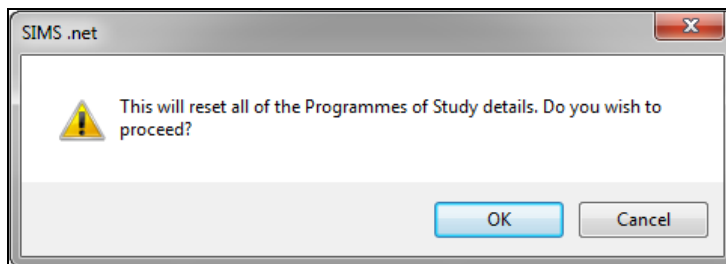 SIMS .net
This will reset all of the Programmes of Study details. Do you wish to
proceed?
OK
Cancel